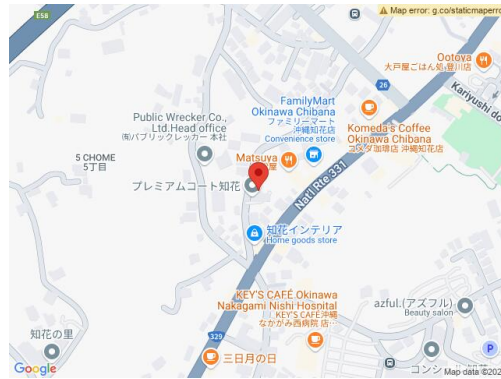 E58
Map error: g.co/staticmaperro
Ootoya
大戸屋ごはん処 登川店
26
Kariyushi do
FamilyMart
Okinawa Chibana
ファミリーマート
沖縄知花店
Convenience store
Public Wrecker Co.,
Ltd.Head office
㈲パブリックレッカー 本社
Komeda's Coffee
Okinawa Chibana
コメダ珈琲店 沖縄知花店
5 CHOME
5丁目
Matsuya
プレミアムコート知花
Nat'l Rte 331
知花インテリア
Home goods store
KEY'S CAFÉ Okinawa
Nakagami Nishi Hospital
KEY'S CAFÉ沖縄
なかがみ西病院 店...
azful.(アズフル)
Beauty salon
329
知花の里
三日月の日
P
コンシ
Google
Map data ©202